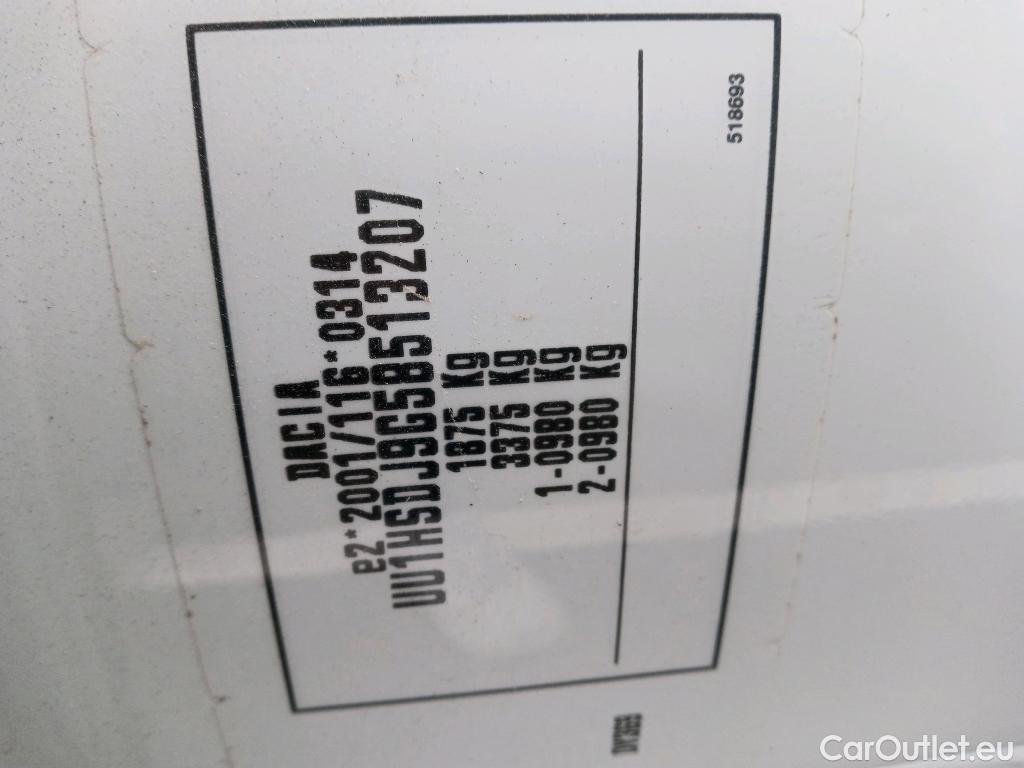 DACIA
e2*2001/116*0314
UU1HSDJ9G58513207
1875 Kg
3375 Kg
1-0980 Kg
2-0980 Kg
518693
CarOutlet.eu